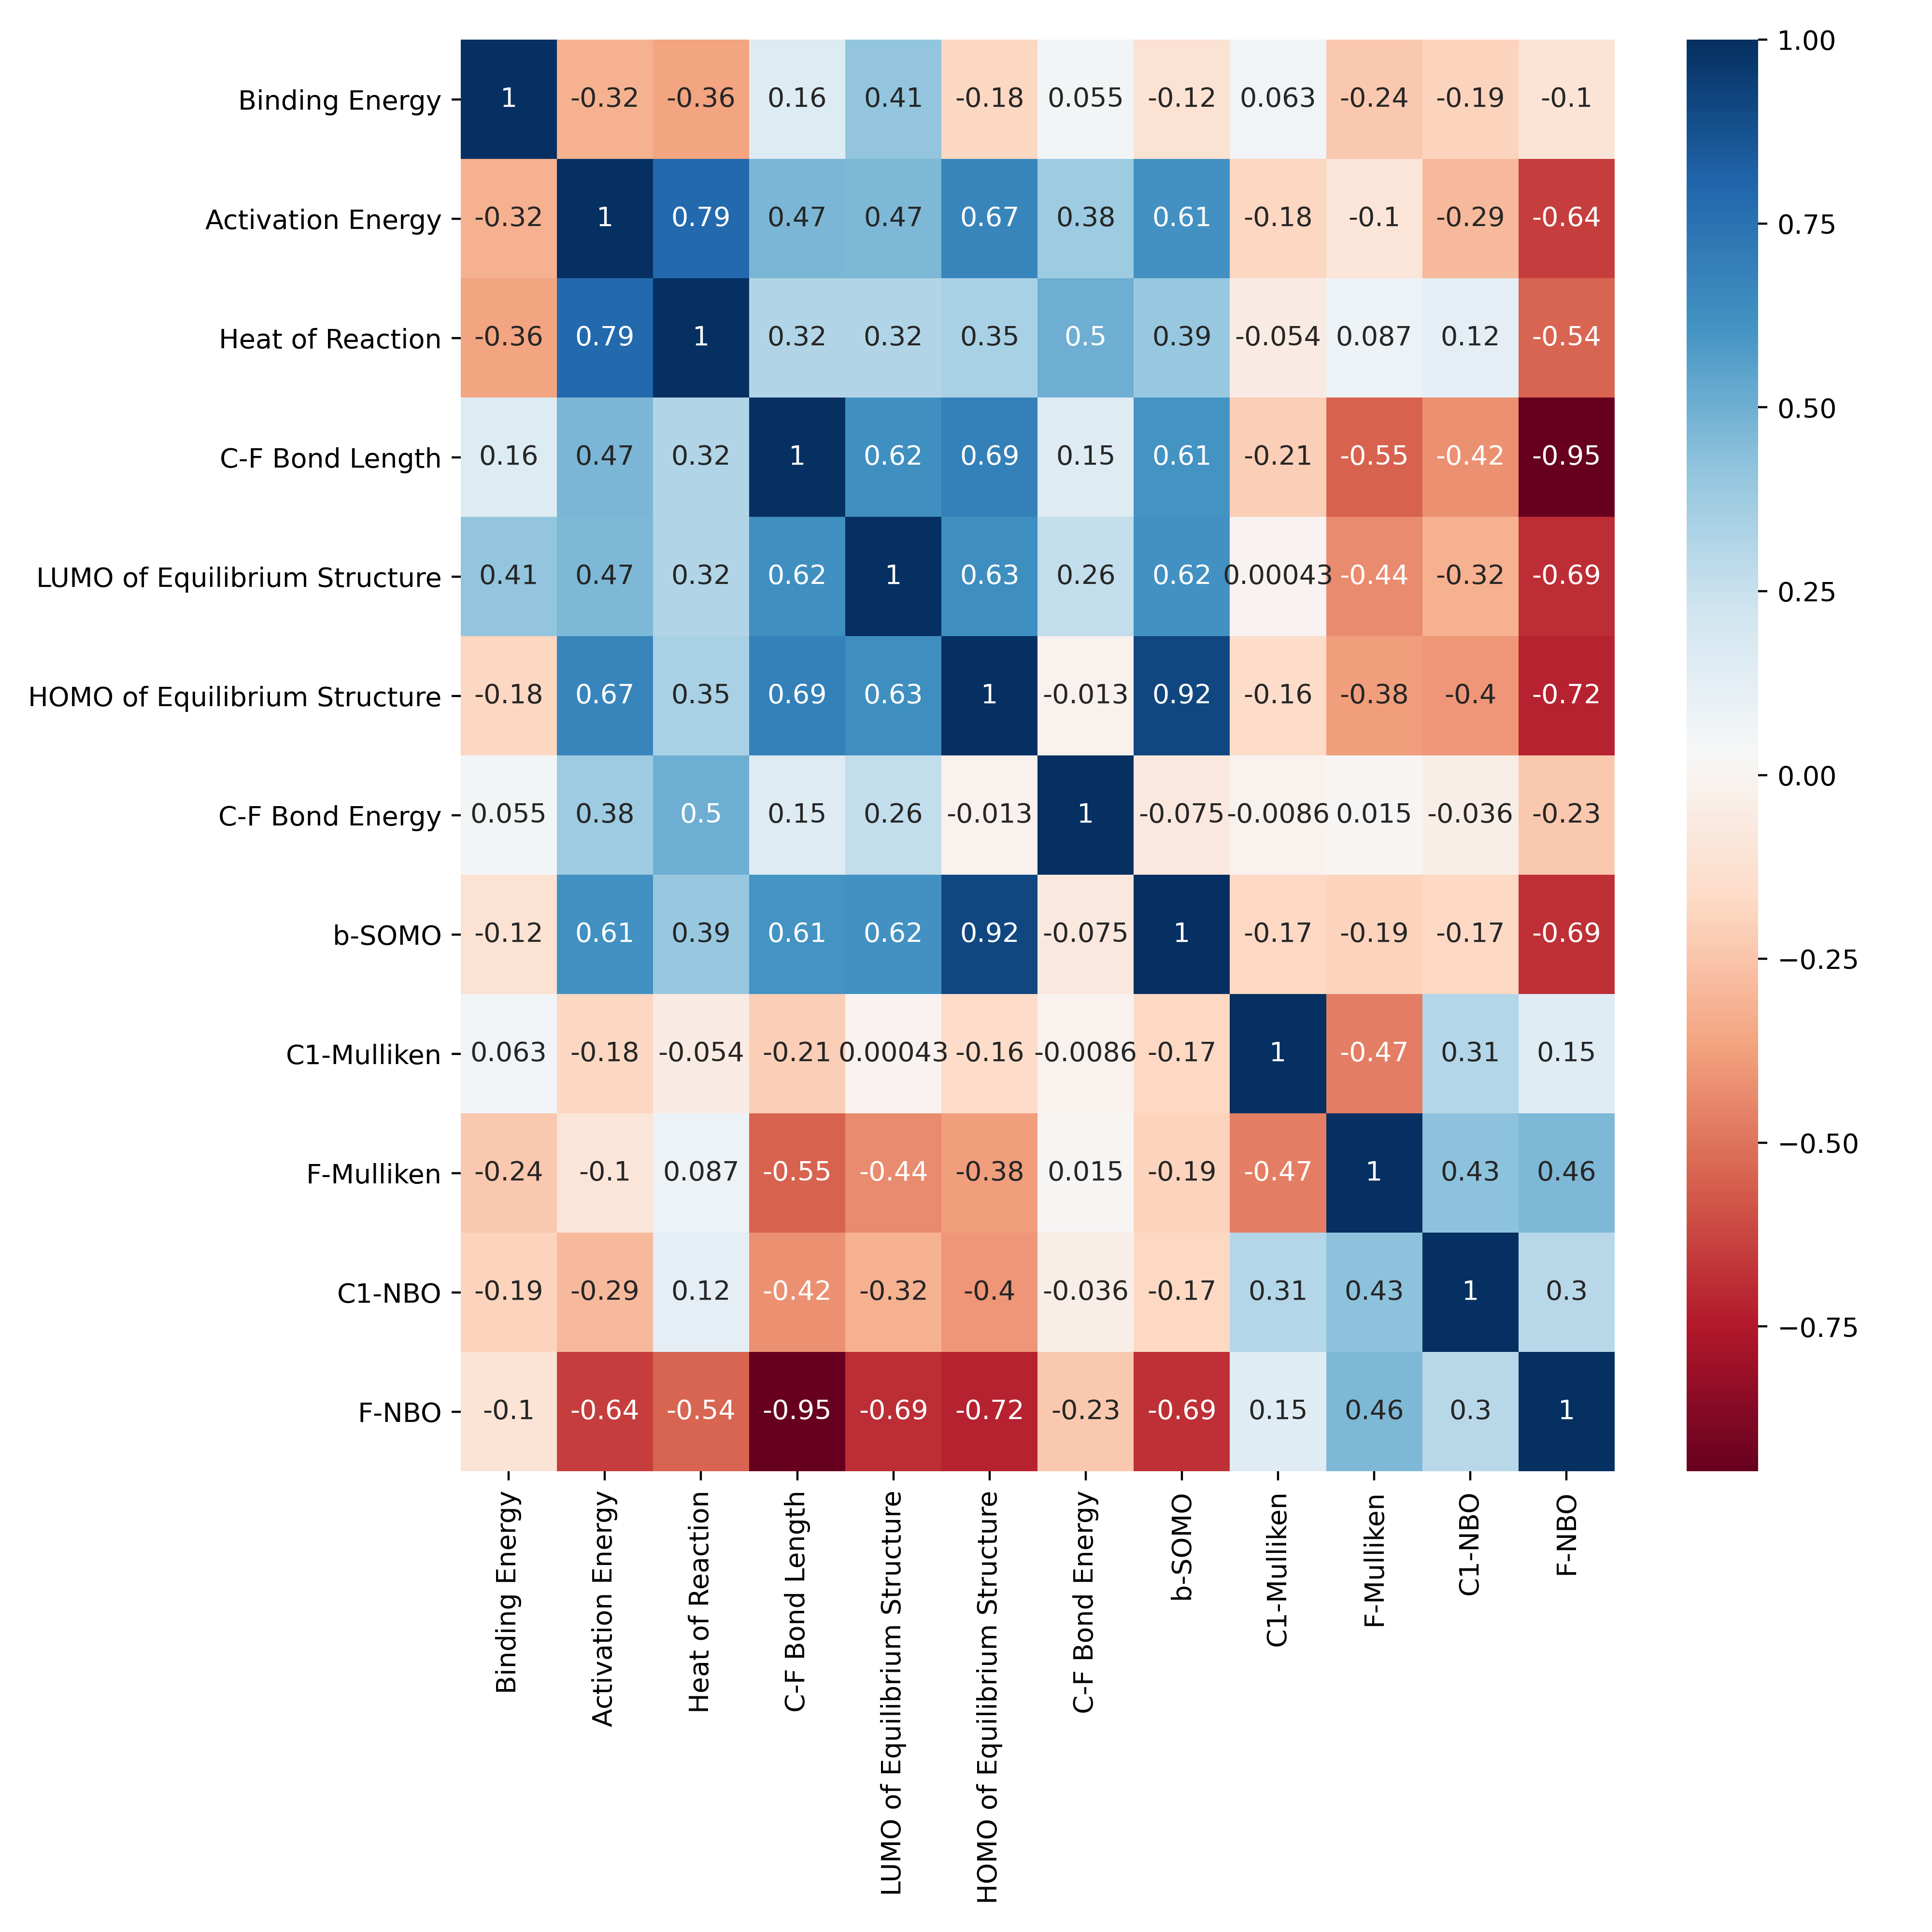 Binding Energy 1 -0.32 -0.36 0.16 0.41 -0.18 0.055 -0.12 0.063 -0.24 -0.19 -0.1
Activation Energy -0.32 1 0.79 0.47 0.47 0.67 0.38 0.61 -0.18 -0.1 -0.29 -0.64
Heat of Reaction -0.36 0.79 1 0.32 0.32 0.35 0.5 0.39 -0.054 0.087 0.12 -0.54
C-F Bond Length 0.16 0.47 0.32 1 0.62 0.69 0.15 0.61 -0.21 -0.55 -0.42 -0.95
LUMO of Equilibrium Structure 0.41 0.47 0.32 0.62 1 0.63 0.26 0.62 0.00043 -0.44 -0.32 -0.69
HOMO of Equilibrium Structure -0.18 0.67 0.35 0.69 0.63 1 -0.013 0.92 -0.16 -0.38 -0.4 -0.72
C-F Bond Energy 0.055 0.38 0.5 0.15 0.26 -0.013 1 -0.075 -0.0086 0.015 -0.036 -0.23
b-SOMO -0.12 0.61 0.39 0.61 0.62 0.92 -0.075 1 -0.17 -0.19 -0.17 -0.69
C1-Mulliken 0.063 -0.18 -0.054 -0.21 0.00043 -0.16 -0.0086 -0.17 1 -0.47 0.31 0.15
F-Mulliken -0.24 -0.1 0.087 -0.55 -0.44 -0.38 0.015 -0.19 -0.47 1 0.43 0.46
C1-NBO -0.19 -0.29 0.12 -0.42 -0.32 -0.4 -0.036 -0.17 0.31 0.43 1 0.3
F-NBO -0.1 -0.64 -0.54 -0.95 -0.69 -0.72 -0.23 -0.69 0.15 0.46 0.3 1
Binding Energy
Activation Energy
Heat of Reaction
C-F Bond Length
LUMO of Equilibrium Structure
HOMO of Equilibrium Structure
C-F Bond Energy
b-SOMO
C1-Mulliken
F-Mulliken
C1-NBO
F-NBO
1.00
0.75
0.50
0.25
0.00
−0.25
−0.50
−0.75